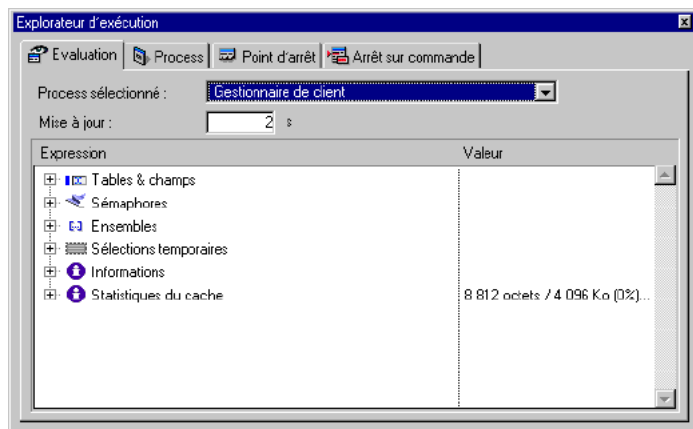 Explorateur d'exécution
Evaluation Process Point d'arrêt Arrêt sur commande
Process sélectionné : Gestionnaire de client
Mise à jour : 2 s
Expression Valeur
Tables & champs
Sémaphores
Ensembles
Sélections temporaires
Informations
Statistiques du cache 8 812 octets / 4 096 Ko (0%)...